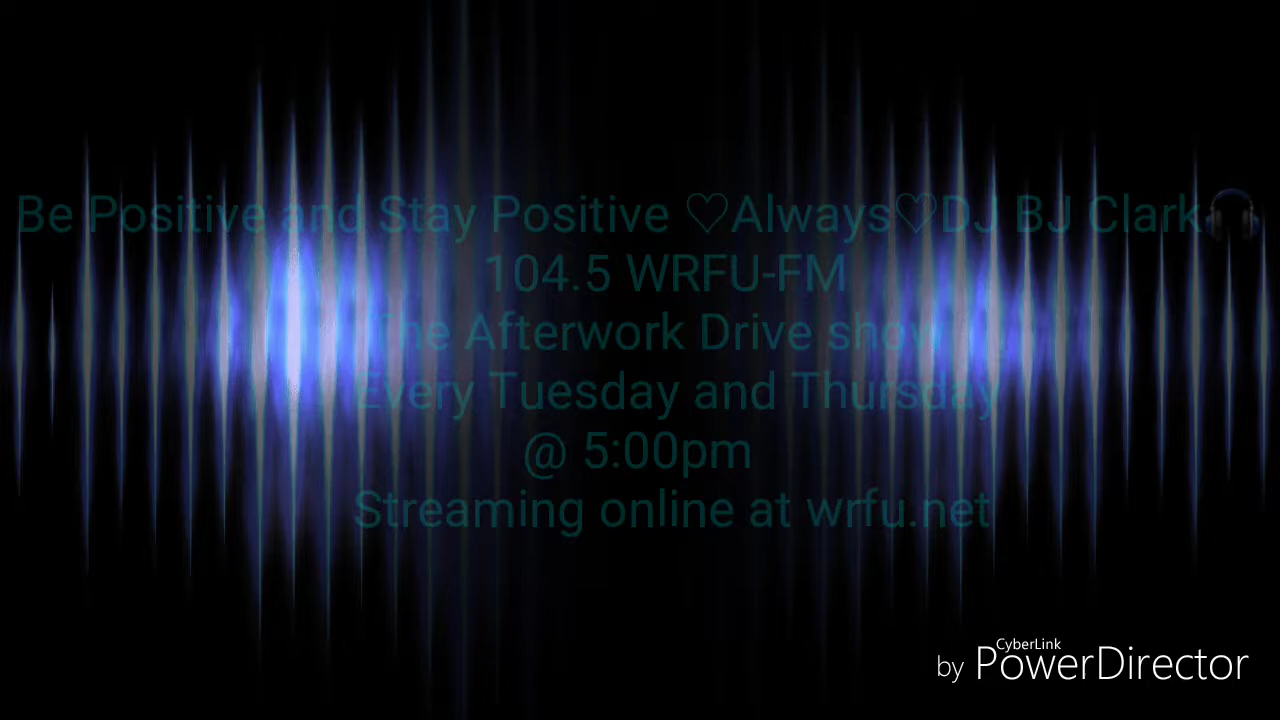 Be Positive and Stay Positive ♡Always♡DJ BJ Clark🎧
104.5 WRFU-FM
The Afterwork Drive show
Every Tuesday and Thursday
@ 5:00pm
Streaming online at wrfu.net
CyberLink
by PowerDirector